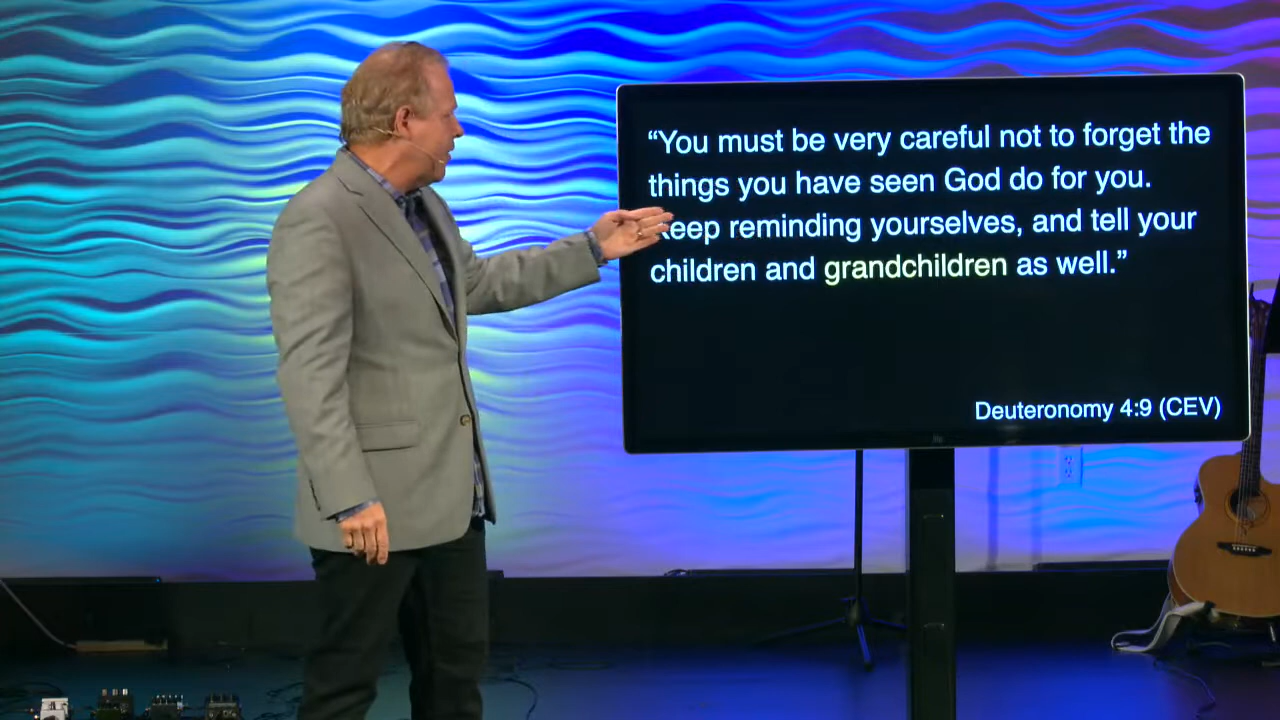 “You must be very careful not to forget the
things you have seen God do for you.
Keep reminding yourselves, and tell your
children and grandchildren as well.”
Deuteronomy 4:9 (CEV)